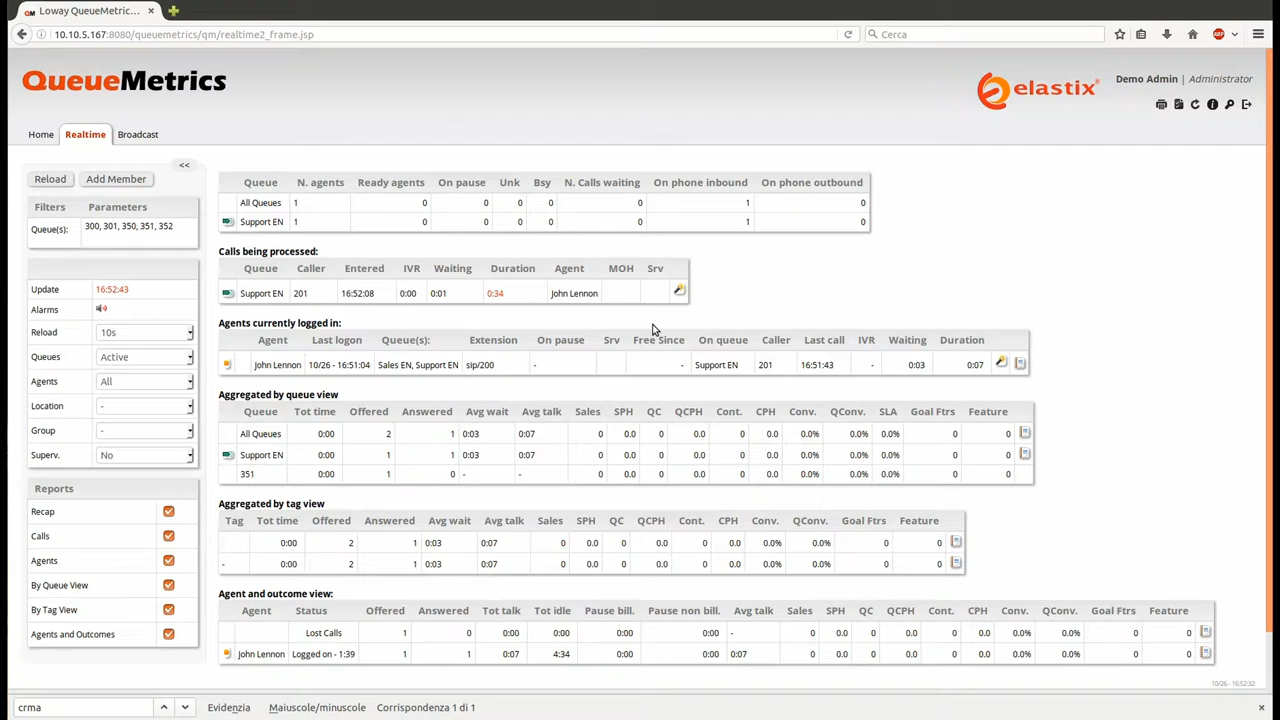 Loway QueueMetric...
10.10.5.167:8080/queuemetrics/qm/realtime2_frame.jsp
Cerca
ABP
QueueMetrics
elastix
Demo Admin | Administrator
Home Realtime Broadcast
<<
Reload Add Member
Filters Parameters
Queue(s): 300, 301, 350, 351, 352
Update 16:52:43
Alarms
Reload 10s
Queues Active
Agents All
Location -
Group -
Superv. No
Reports
Recap
Calls
Agents
By Queue View
By Tag View
Agents and Outcomes
Queue N. agents Ready agents On pause Unk Bsy N. Calls waiting On phone inbound On phone outbound
All Queues 1 0 0 0 0 0 1 0
Support EN 1 0 0 0 0 0 1 0
Calls being processed:
Queue Caller Entered IVR Waiting Duration Agent MOH Srv
Support EN 201 16:52:08 0:00 0:01 0:34 John Lennon
Agents currently logged in:
Agent Last logon Queue(s): Extension On pause Srv Free Since On queue Caller Last call IVR Waiting Duration
John Lennon 10/26 - 16:51:04 Sales EN, Support EN sip/200 - - Support EN 201 16:51:43 - 0:03 0:07
Aggregated by queue view
Queue Tot time Offered Answered Avg wait Avg talk Sales SPH QC QCPH Cont. CPH Conv. QConv. SLA Goal Ftrs Feature
All Queues 0:00 2 1 0:03 0:07 0 0.0 0 0.0 0 0.0 0.0% 0.0% 0.0% 0 0
Support EN 0:00 1 1 0:03 0:07 0 0.0 0 0.0 0 0.0 0.0% 0.0% 0.0% 0 0
351 0:00 1 0 - - 0 0.0 0 0.0 0 0.0 0.0% 0.0% 0.0% 0 0
Aggregated by tag view
Tag Tot time Offered Answered Avg wait Avg talk Sales SPH QC QCPH Cont. CPH Conv. QConv. Goal Ftrs Feature
0:00 2 1 0:03 0:07 0 0.0 0 0.0 0 0.0 0.0% 0.0% 0 0
- 0:00 2 1 0:03 0:07 0 0.0 0 0.0 0 0.0 0.0% 0.0% 0 0
Agent and outcome view:
Agent Status Offered Answered Tot talk Tot idle Pause bill. Pause non bill. Avg talk Sales SPH QC QCPH Cont. CPH Conv. QConv. Goal Ftrs Feature
Lost Calls 1 0 0:00 0:00 0:00 0:00 - 0 0.0 0 0.0 0 0.0 0.0% 0.0% 0 0
John Lennon Logged on - 1:39 1 1 0:07 4:34 0:00 0:00 0:07 0 0.0 0 0.0 0 0.0 0.0% 0.0% 0 0
10/26 - 16:52:32
crma Evidenzia Maiuscole/minuscole Corrispondenza 1 di 1